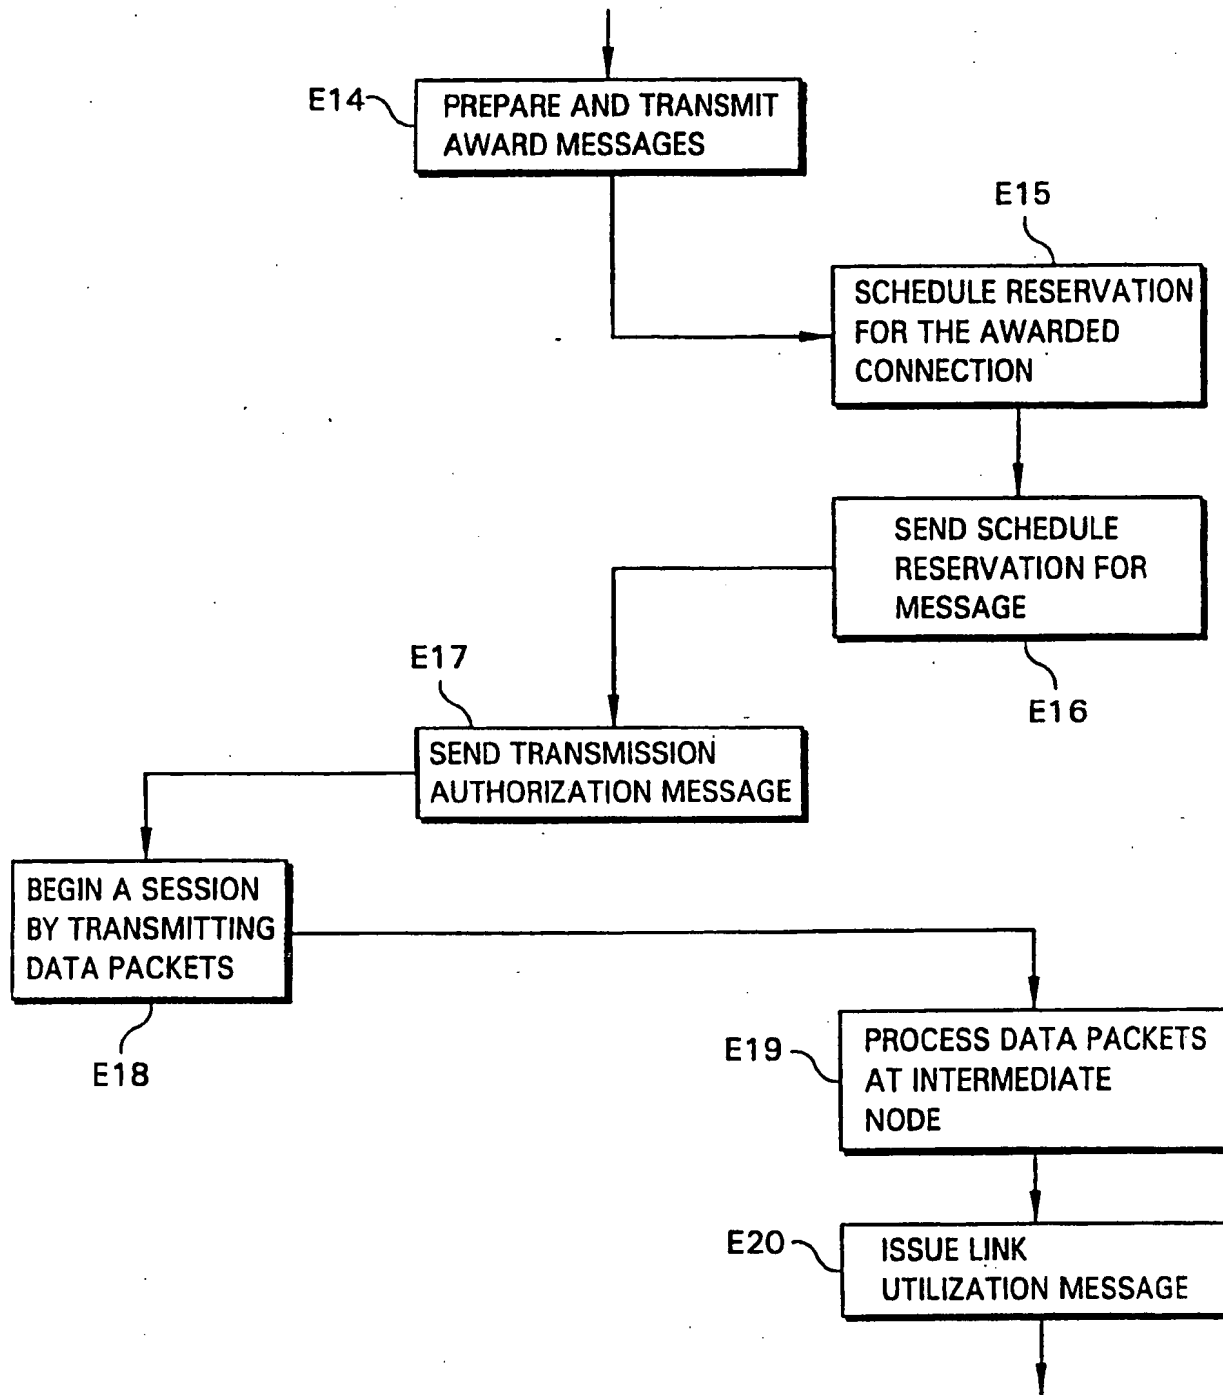 E14
PREPARE AND TRANSMIT
AWARD MESSAGES
E15
SCHEDULE RESERVATION
FOR THE AWARDED
CONNECTION
SEND SCHEDULE
RESERVATION FOR
MESSAGE
E16
E17
SEND TRANSMISSION
AUTHORIZATION MESSAGE
BEGIN A SESSION
BY TRANSMITTING
DATA PACKETS
E18
E19
PROCESS DATA PACKETS
AT INTERMEDIATE
NODE
E20
ISSUE LINK
UTILIZATION MESSAGE